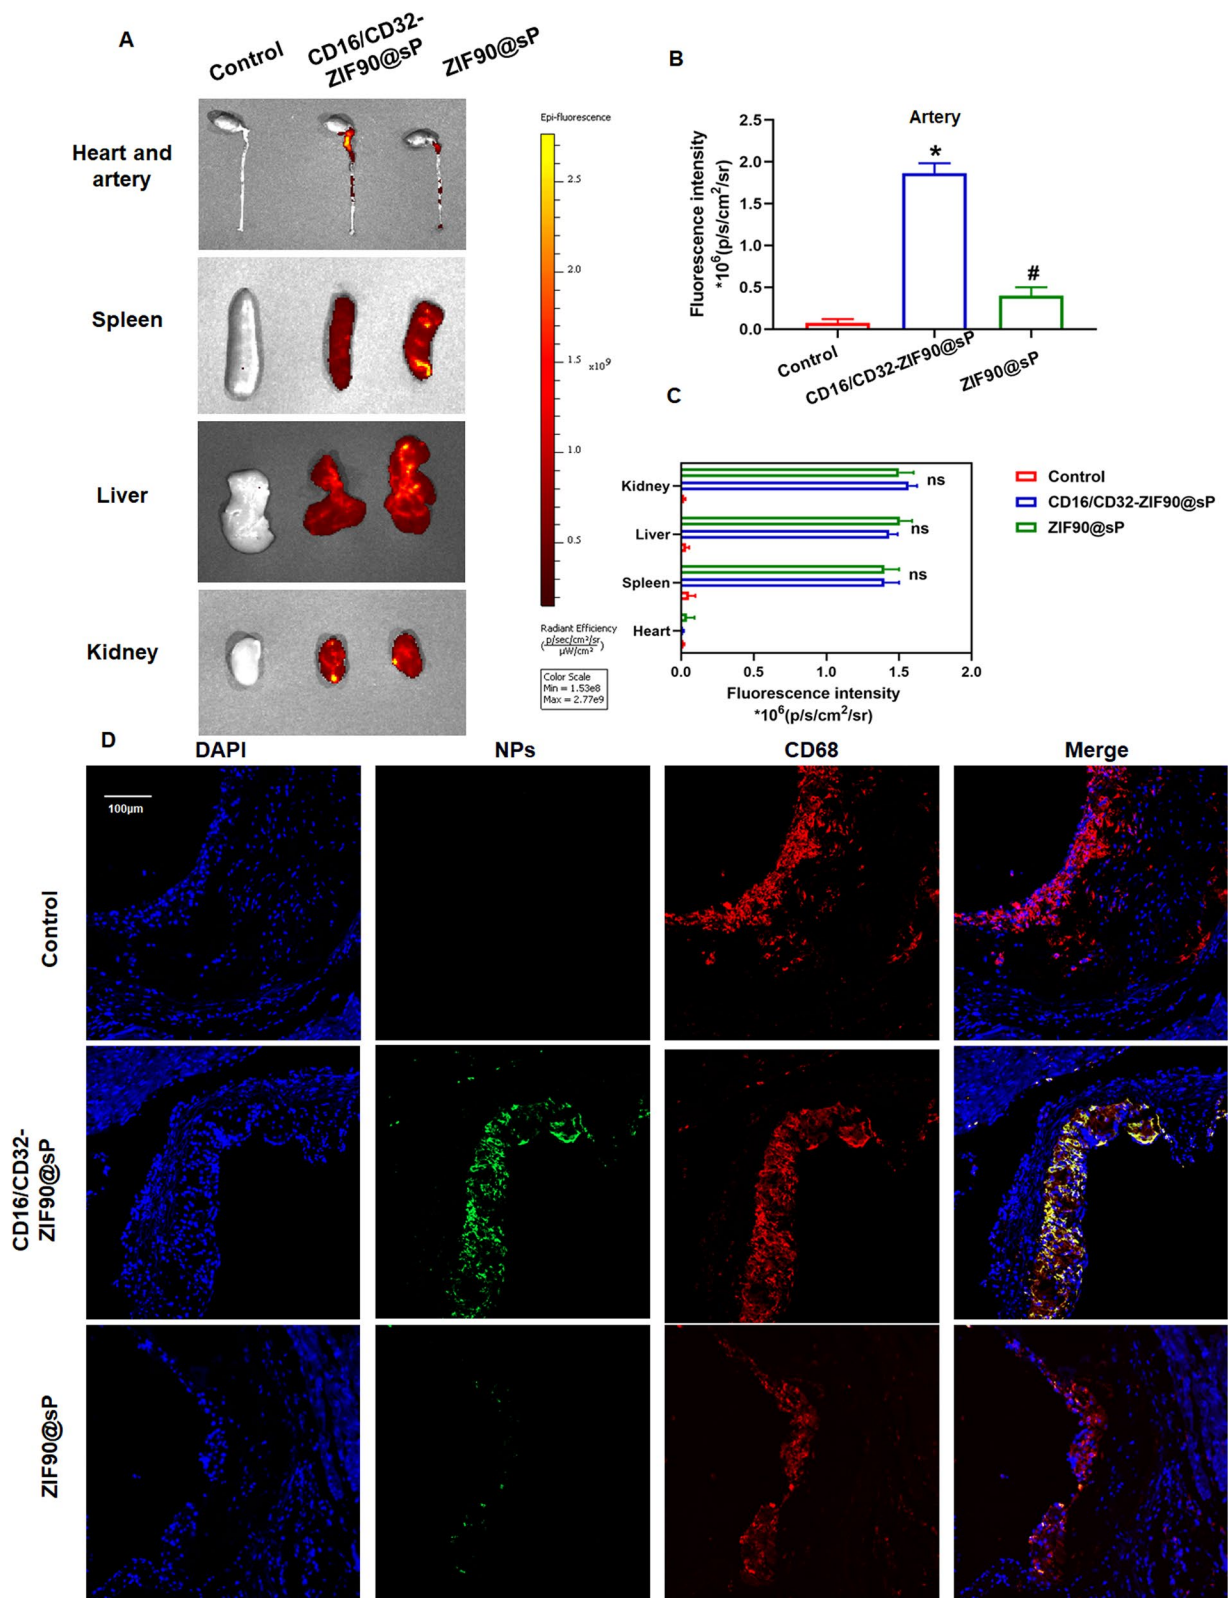 A
Control
CD16/CD32-
ZIF90@sP
ZIF90@sP
Heart and
artery
Spleen
Liver
Kidney
Epi-fluorescence
2.5
2.0
1.5
x10⁹
1.0
0.5
Radiant Efficiency
(p/sec/cm²/sr / µW/cm²)
Color Scale
Min = 1.53e8
Max = 2.77e9
B
Artery
Fluorescence intensity
*10⁶(p/s/cm²/sr)
2.5
2.0
1.5
1.0
0.5
0.0
*
#
Control
CD16/CD32-ZIF90@sP
ZIF90@sP
C
Kidney
Liver
Spleen
Heart
ns
ns
ns
0.0 0.5 1.0 1.5 2.0
Fluorescence intensity
*10⁶(p/s/cm²/sr)
Control
CD16/CD32-ZIF90@sP
ZIF90@sP
D
DAPI NPs CD68 Merge
100µm
Control
CD16/CD32-
ZIF90@sP
ZIF90@sP